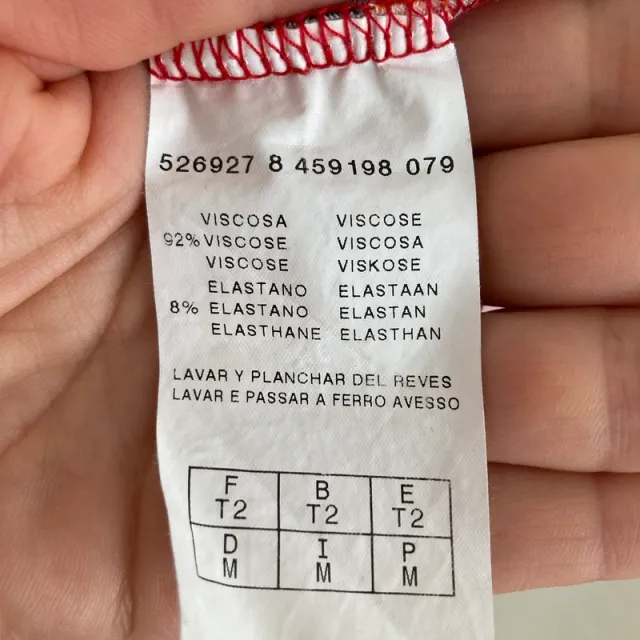 526927 8 459198 079
VISCOSA VISCOSE
92% VISCOSE VISCOSA
VISCOSE VISKOSE
ELASTANO ELASTAAN
8% ELASTANO ELASTAN
ELASTHANE ELASTHAN
LAVAR Y PLANCHAR DEL REVES
LAVAR E PASSAR A FERRO AVESSO
F B E
T2 T2 T2
D I P
M M M